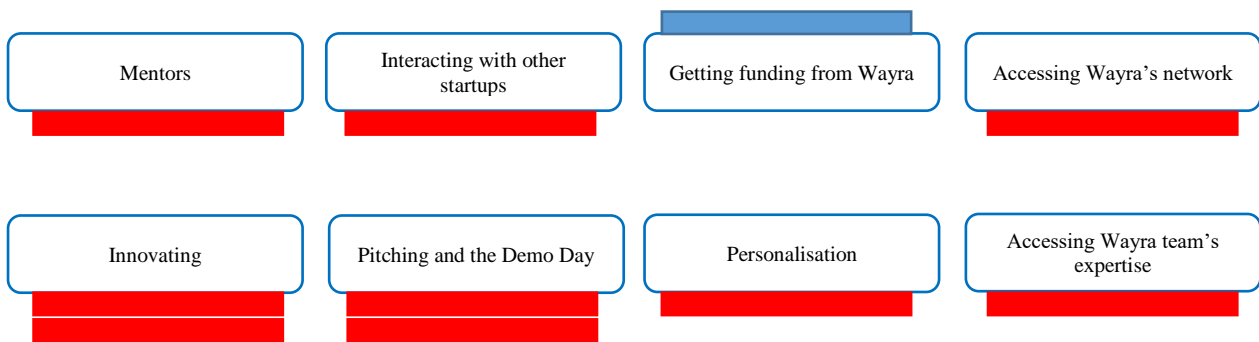 Mentors
Interacting with other
startups
Getting funding from Wayra
Accessing Wayra’s network
Innovating
Pitching and the Demo Day
Personalisation
Accessing Wayra team’s
expertise